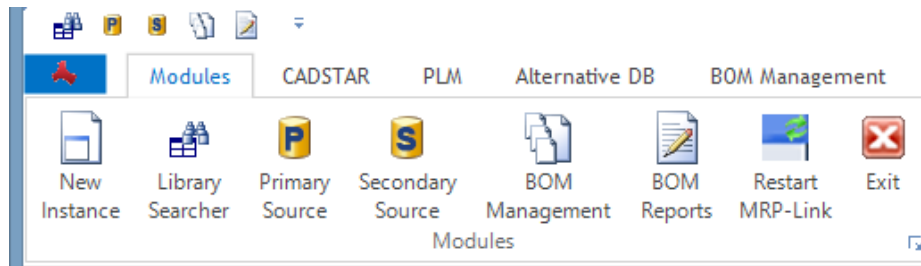 P S
Modules CADSTAR PLM Alternative DB BOM Management
P S
New Library Primary Secondary BOM BOM Restart Exit
Instance Searcher Source Source Management Reports MRP-Link
Modules